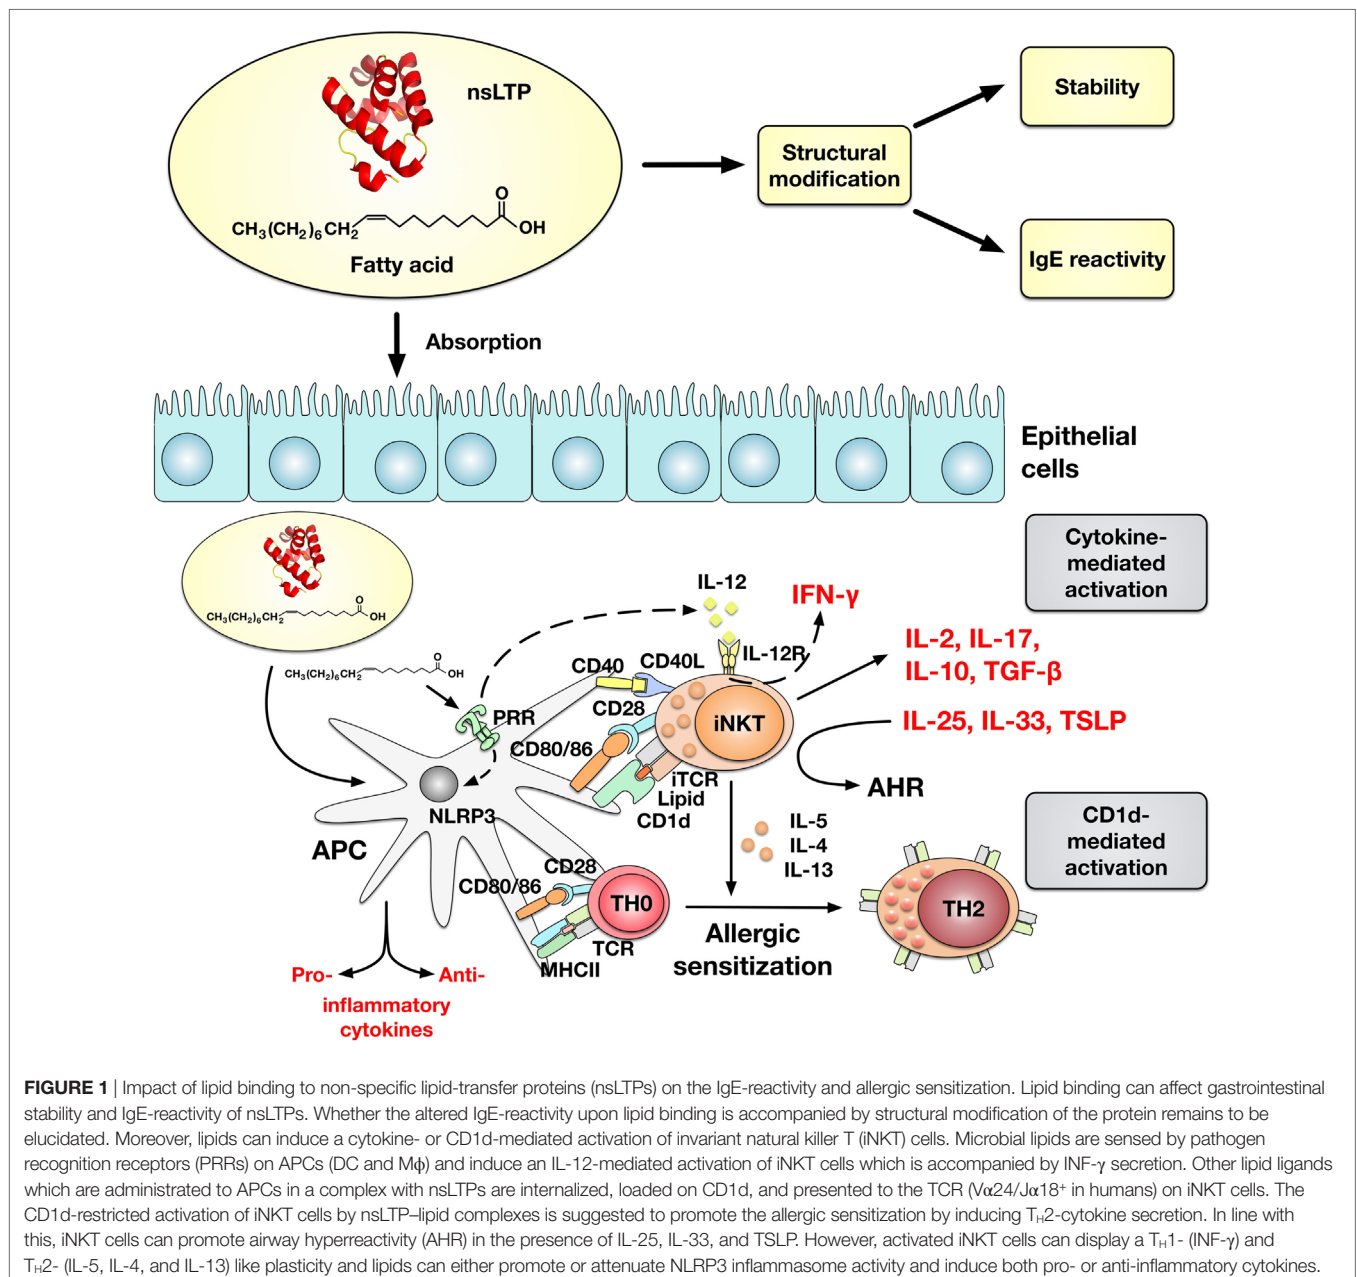 nsLTP
CH3(CH2)6CH2
O
OH
Fatty acid
Structural
modification
Stability
IgE reactivity
Absorption
Epithelial
cells
CH3(CH2)6CH2
O
OH
CH3(CH2)6CH2
O
OH
Cytokine-
mediated
activation
IL-12
IFN-γ
IL-12R
CD40
CD40L
IL-2, IL-17,
IL-10, TGF-β
CD28
PRR
iNKT
IL-25, IL-33, TSLP
CD80/86
iTCR
Lipid
CD1d
AHR
NLRP3
APC
IL-5
IL-4
IL-13
CD1d-
mediated
activation
CD28
CD80/86
TH0
TH2
TCR
MHCII
Allergic
sensitization
Pro-
Anti-
inflammatory
cytokines
FIGURE 1 | Impact of lipid binding to non-specific lipid-transfer proteins (nsLTPs) on the IgE-reactivity and allergic sensitization. Lipid binding can affect gastrointestinal
stability and IgE-reactivity of nsLTPs. Whether the altered IgE-reactivity upon lipid binding is accompanied by structural modification of the protein remains to be
elucidated. Moreover, lipids can induce a cytokine- or CD1d-mediated activation of invariant natural killer T (iNKT) cells. Microbial lipids are sensed by pathogen
recognition receptors (PRRs) on APCs (DC and Mϕ) and induce an IL-12-mediated activation of iNKT cells which is accompanied by INF-γ secretion. Other lipid ligands
which are administrated to APCs in a complex with nsLTPs are internalized, loaded on CD1d, and presented to the TCR (Vα24/Jα18+ in humans) on iNKT cells. The
CD1d-restricted activation of iNKT cells by nsLTP–lipid complexes is suggested to promote the allergic sensitization by inducing TH2-cytokine secretion. In line with
this, iNKT cells can promote airway hyperreactivity (AHR) in the presence of IL-25, IL-33, and TSLP. However, activated iNKT cells can display a TH1- (INF-γ) and
TH2- (IL-5, IL-4, and IL-13) like plasticity and lipids can either promote or attenuate NLRP3 inflammasome activity and induce both pro- or anti-inflammatory cytokines.